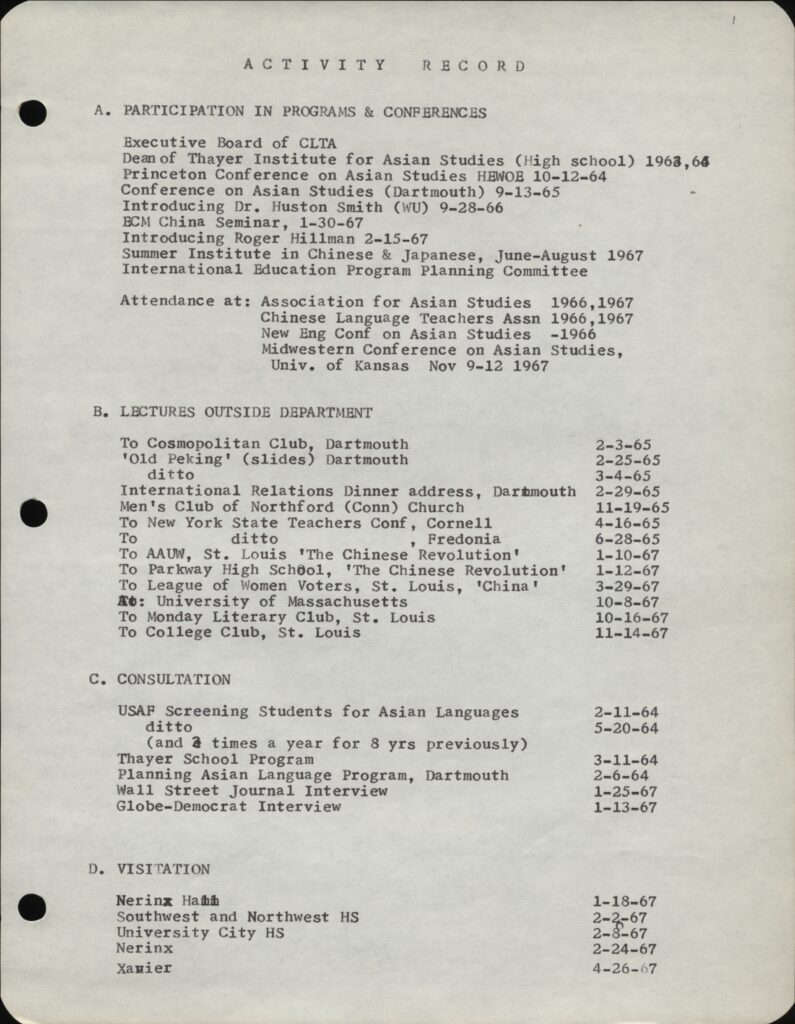 1
ACTIVITY RECORD
A. PARTICIPATION IN PROGRAMS & CONFERENCES
Executive Board of CLTA
Dean of Thayer Institute for Asian Studies (High school) 1963,64
Princeton Conference on Asian Studies HEWOE 10-12-64
Conference on Asian Studies (Dartmouth) 9-13-65
Introducing Dr. Huston Smith (WU) 9-28-66
ECM China Seminar, 1-30-67
Introducing Roger Hillman 2-15-67
Summer Institute in Chinese & Japanese, June-August 1967
International Education Program Planning Committee
Attendance at: Association for Asian Studies 1966,1967
Chinese Language Teachers Assn 1966,1967
New Eng Conf on Asian Studies -1966
Midwestern Conference on Asian Studies,
Univ. of Kansas Nov 9-12 1967
B. LECTURES OUTSIDE DEPARTMENT
To Cosmopolitan Club, Dartmouth 2-3-65
'Old Peking' (slides) Dartmouth 2-25-65
ditto 3-4-65
International Relations Dinner address, Dartmouth 2-29-65
Men's Club of Northford (Conn) Church 11-19-65
To New York State Teachers Conf, Cornell 4-16-65
To ditto , Fredonia 6-28-65
To AAUW, St. Louis 'The Chinese Revolution' 1-10-67
To Parkway High School, 'The Chinese Revolution' 1-12-67
To League of Women Voters, St. Louis, 'China' 3-29-67
At: University of Massachusetts 10-8-67
To Monday Literary Club, St. Louis 10-16-67
To College Club, St. Louis 11-14-67
C. CONSULTATION
USAF Screening Students for Asian Languages 2-11-64
ditto 5-20-64
(and times a year for 8 yrs previously)
Thayer School Program 3-11-64
Planning Asian Language Program, Dartmouth 2-6-64
Wall Street Journal Interview 1-25-67
Globe-Democrat Interview 1-13-67
D. VISITATION
Nerinx Hall 1-18-67
Southwest and Northwest HS 2-2-67
University City HS 2-8-67
Nerinx 2-24-67
Xavier 4-26-67